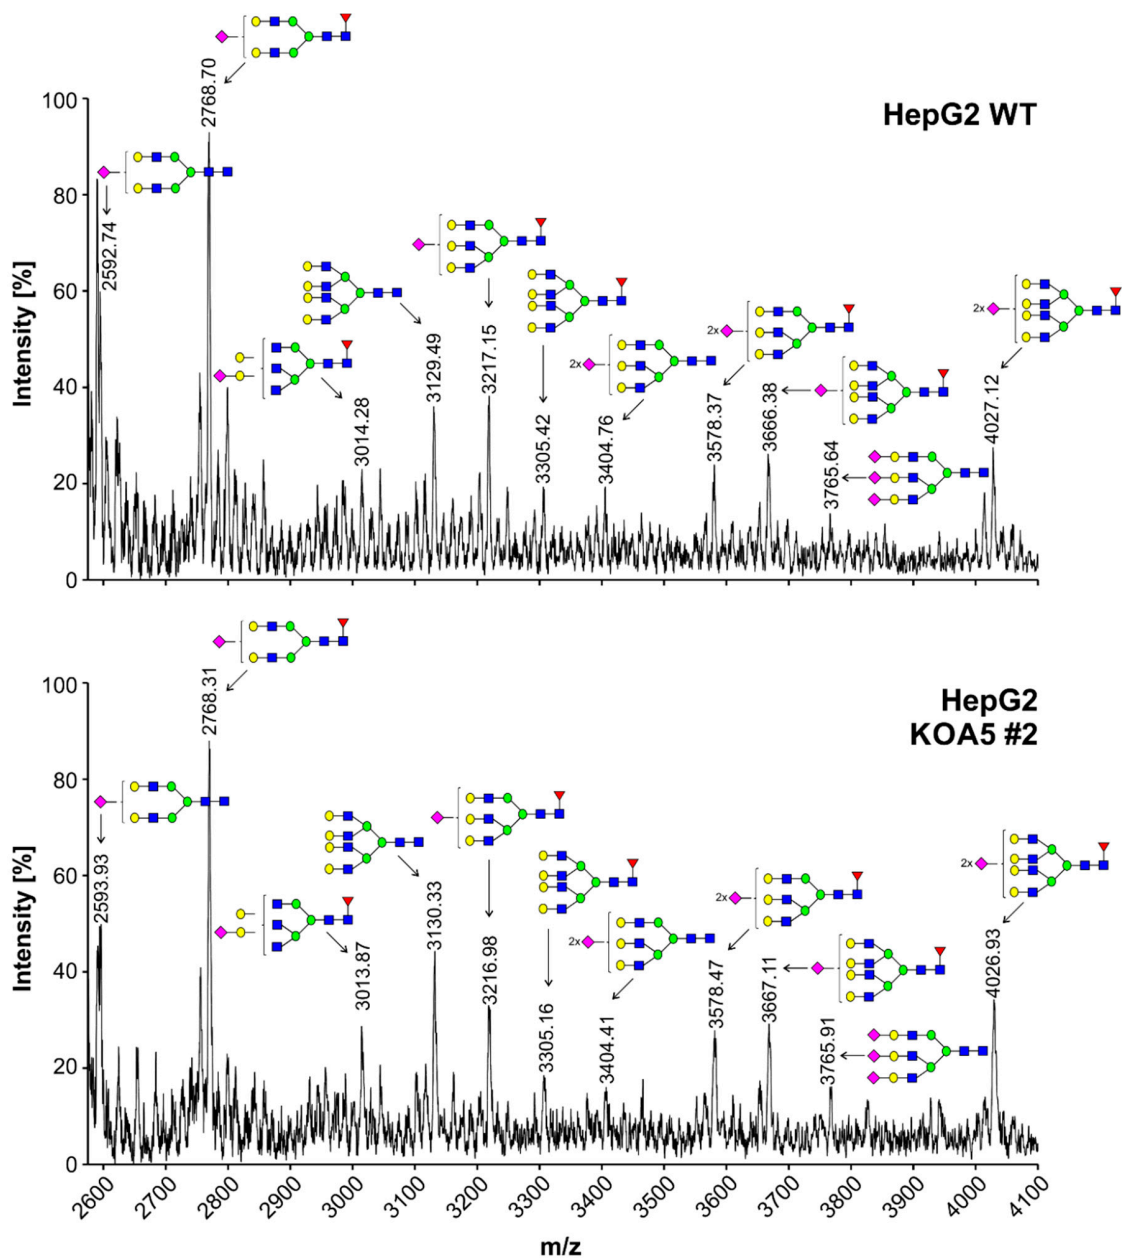 HepG2 WT
Intensity [%]
100
80
60
40
20
0
2592.74
2768.70
3014.28
3129.49
3217.15
3305.42
2x
3404.76
2x
3578.37
3666.38
3765.64
2x
4027.12
HepG2
KOA5 #2
Intensity [%]
100
80
60
40
20
0
2593.93
2768.31
3013.87
3130.33
3216.98
3305.16
2x
3404.41
2x
3578.47
3667.11
3765.91
2x
4026.93
2600 2700 2800 2900 3000 3100 3200 3300 3400 3500 3600 3700 3800 3900 4000 4100
m/z